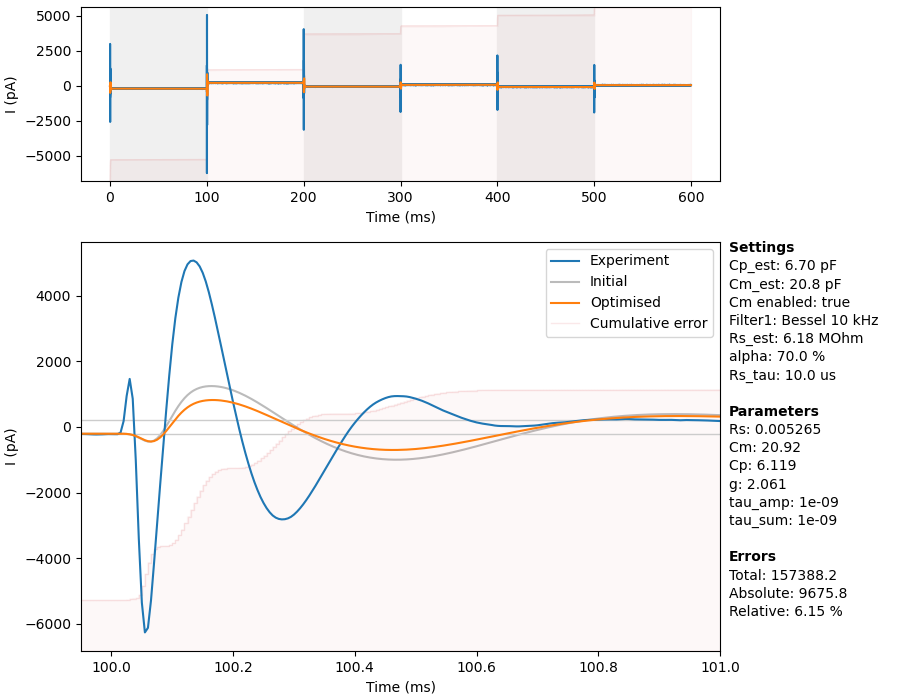 5000
2500
0
−2500
−5000
I (pA)
0 100 200 300 400 500 600
Time (ms)
4000
2000
0
−2000
−4000
−6000
I (pA)
100.0 100.2 100.4 100.6 100.8 101.0
Time (ms)
Experiment
Initial
Optimised
Cumulative error
Settings
Cp_est: 6.70 pF
Cm_est: 20.8 pF
Cm enabled: true
Filter1: Bessel 10 kHz
Rs_est: 6.18 MOhm
alpha: 70.0 %
Rs_tau: 10.0 us
Parameters
Rs: 0.005265
Cm: 20.92
Cp: 6.119
g: 2.061
tau_amp: 1e-09
tau_sum: 1e-09
Errors
Total: 157388.2
Absolute: 9675.8
Relative: 6.15 %